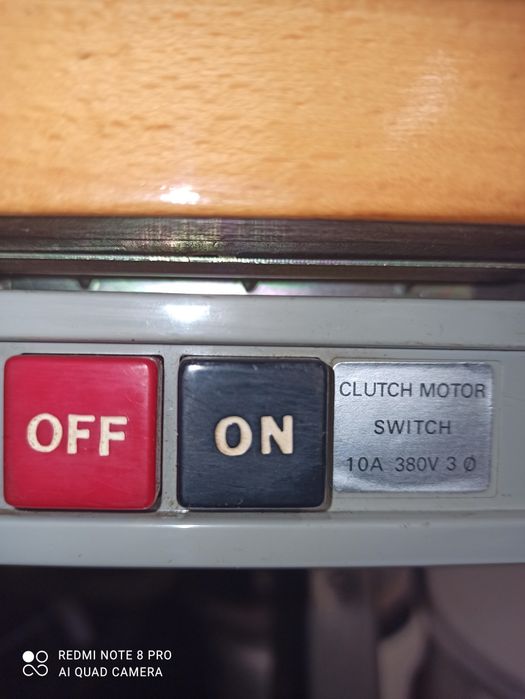 OFF
ON
CLUTCH MOTOR
SWITCH
10A 380V 3 Ø
REDMI NOTE 8 PRO
AI QUAD CAMERA